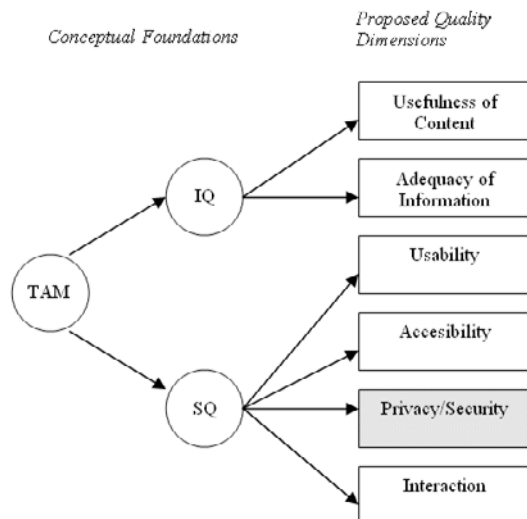 Conceptual Foundations
Proposed Quality
Dimensions
Usefulness of
Content
IQ
Adequacy of
Information
TAM
Usability
Accesibility
SQ
Privacy/Security
Interaction